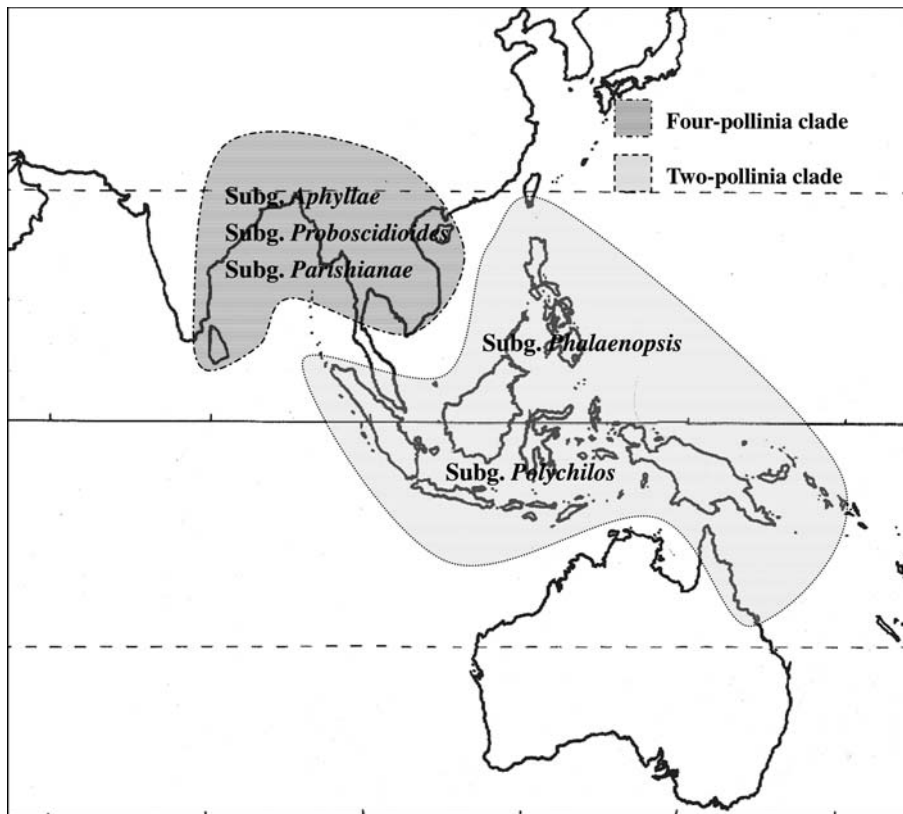 Four-pollinia clade
Two-pollinia clade
Subg. Aphyllae
Subg. Proboscidioides
Subg. Parishianae
Subg. Phalaenopsis
Subg. Polychilos